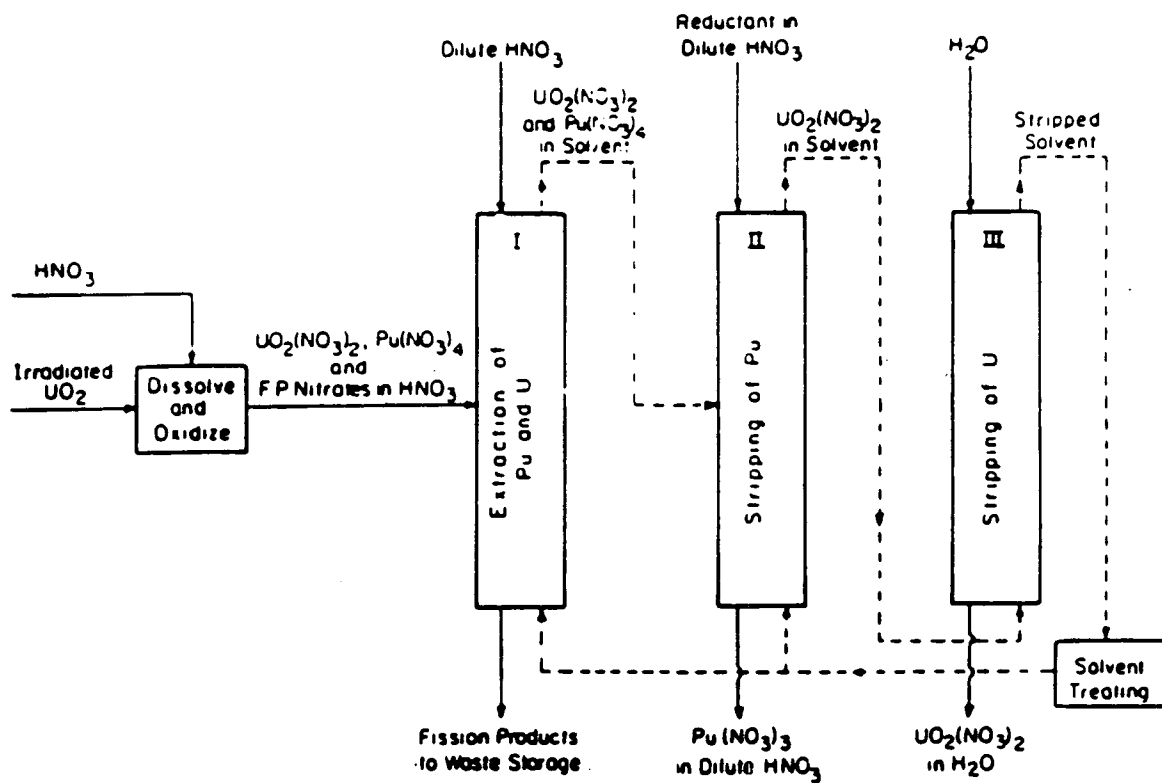 Dilute HNO₃
Reductant in
Dilute HNO₃
H₂O
UO₂(NO₃)₂
and Pu(NO₃)₄
in Solvent
UO₂(NO₃)₂
in Solvent
Stripped
Solvent
I
II
III
HNO₃
Irradiated
UO₂
Dissolve
and
Oxidize
UO₂(NO₃)₂, Pu(NO₃)₄
and
F P Nitrates in HNO₃
Extraction of
Pu and U
Stripping of Pu
Stripping of U
Solvent
Treating
Fission Products
to Waste Storage
Pu(NO₃)₃
in Dilute HNO₃
UO₂(NO₃)₂
in H₂O